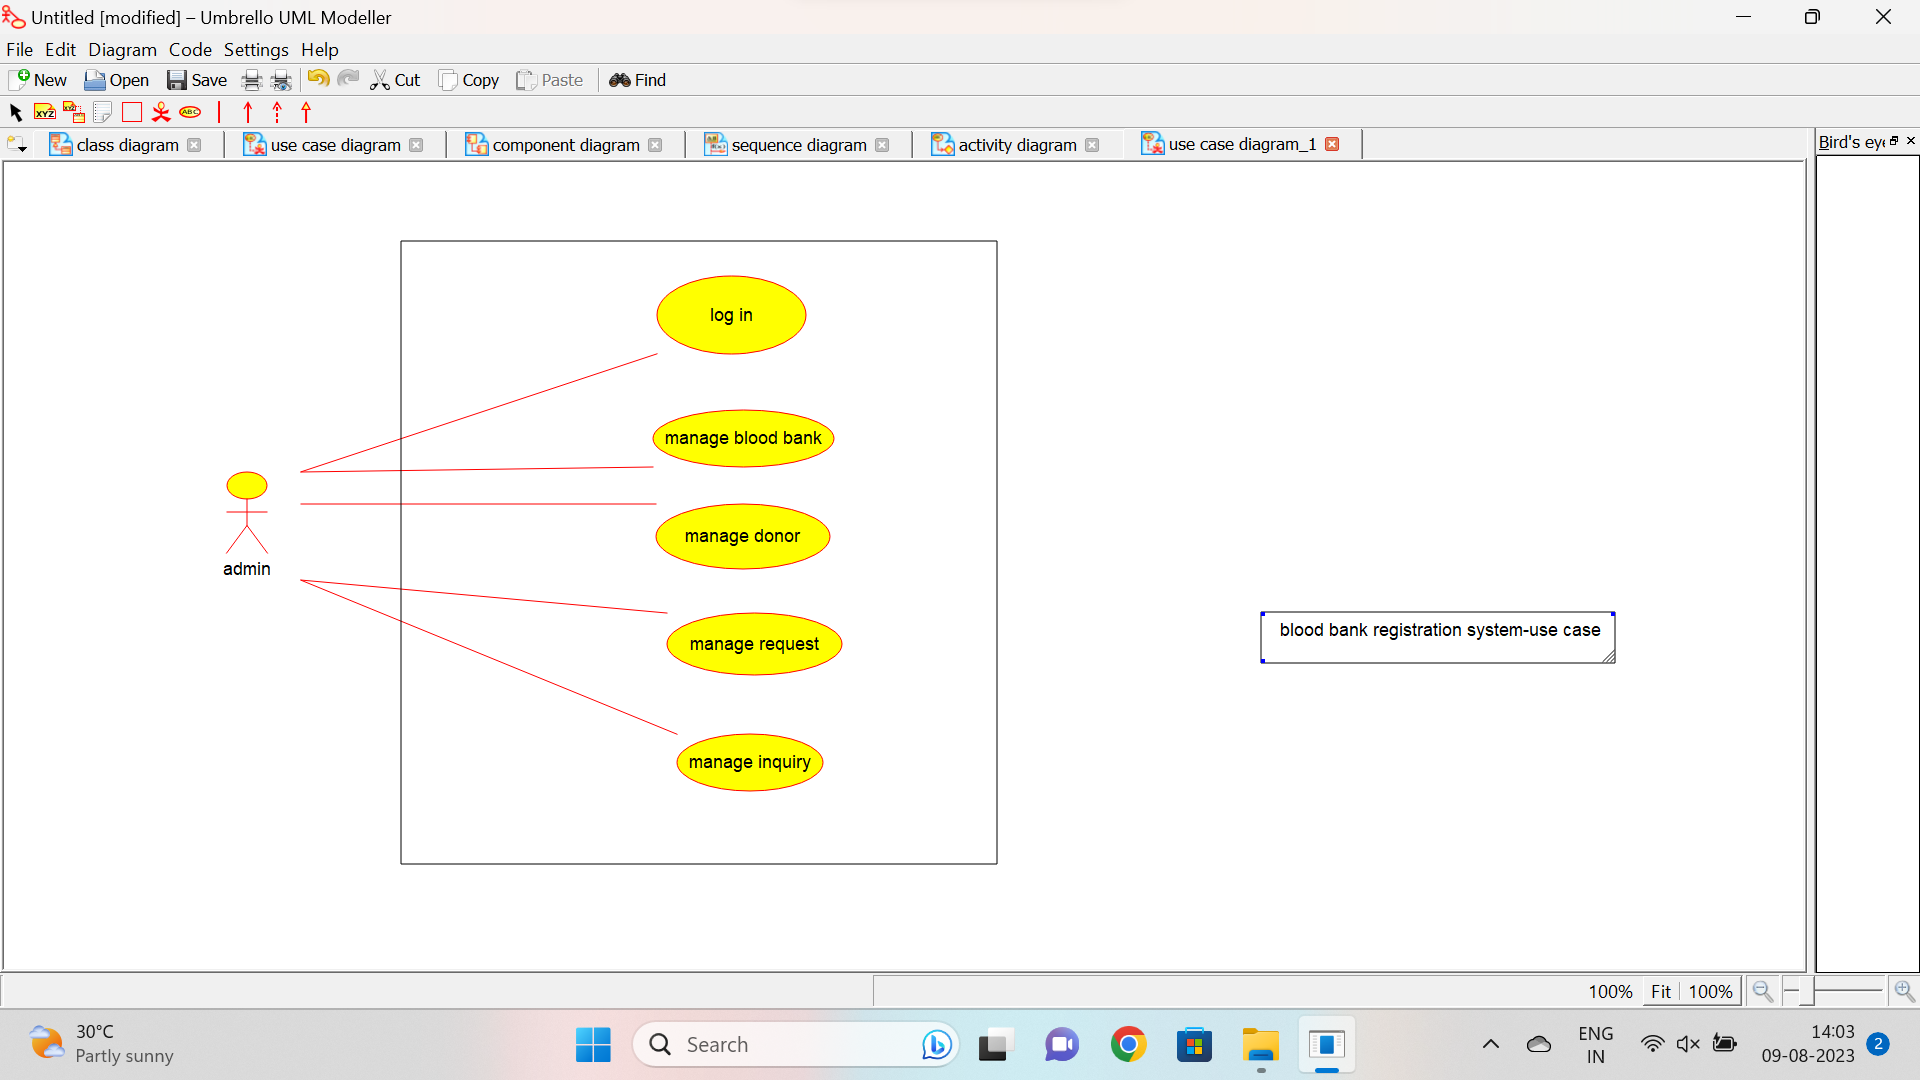 Untitled [modified] – Umbrello UML Modeller
File Edit Diagram Code Settings Help
New Open Save Cut Copy Paste Find
XYZ XYZ ABC
class diagram use case diagram component diagram sequence diagram activity diagram use case diagram_1
Bird's eye
log in
manage blood bank
manage donor
admin
manage request
blood bank registration system-use case
manage inquiry
100% Fit 100%
30°C
Partly sunny
Search
ENG
IN
14:03
09-08-2023
2